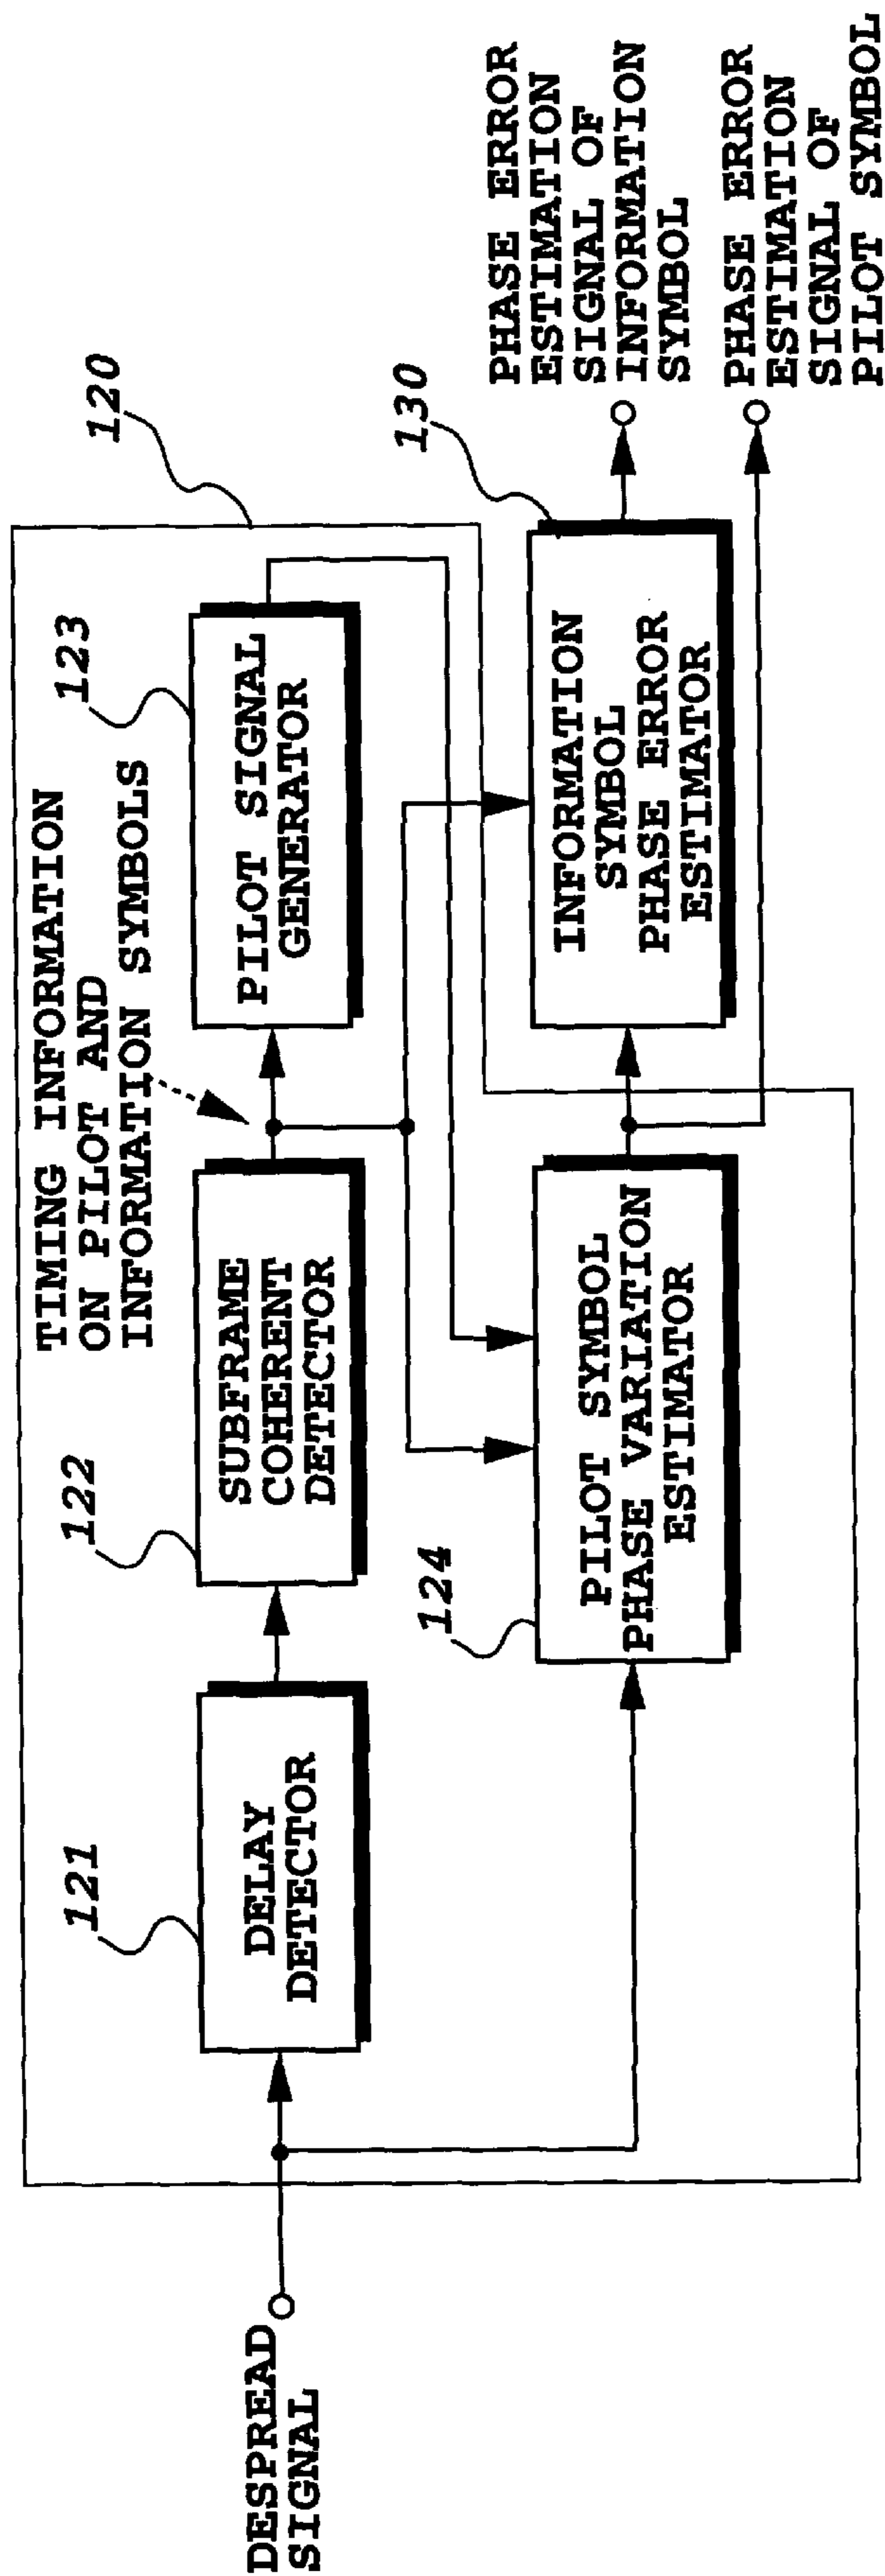 DESPREAD
SIGNAL
121
DELAY
DETECTOR
122
SUBFRAME
COHERENT
DETECTOR
TIMING INFORMATION
ON PILOT AND
INFORMATION SYMBOLS
123
PILOT SIGNAL
GENERATOR
120
124
PILOT SYMBOL
PHASE VARIATION
ESTIMATOR
130
INFORMATION
SYMBOL
PHASE ERROR
ESTIMATOR
PHASE ERROR
ESTIMATION
SIGNAL OF
INFORMATION
SYMBOL
PHASE ERROR
ESTIMATION
SIGNAL OF
PILOT SYMBOL